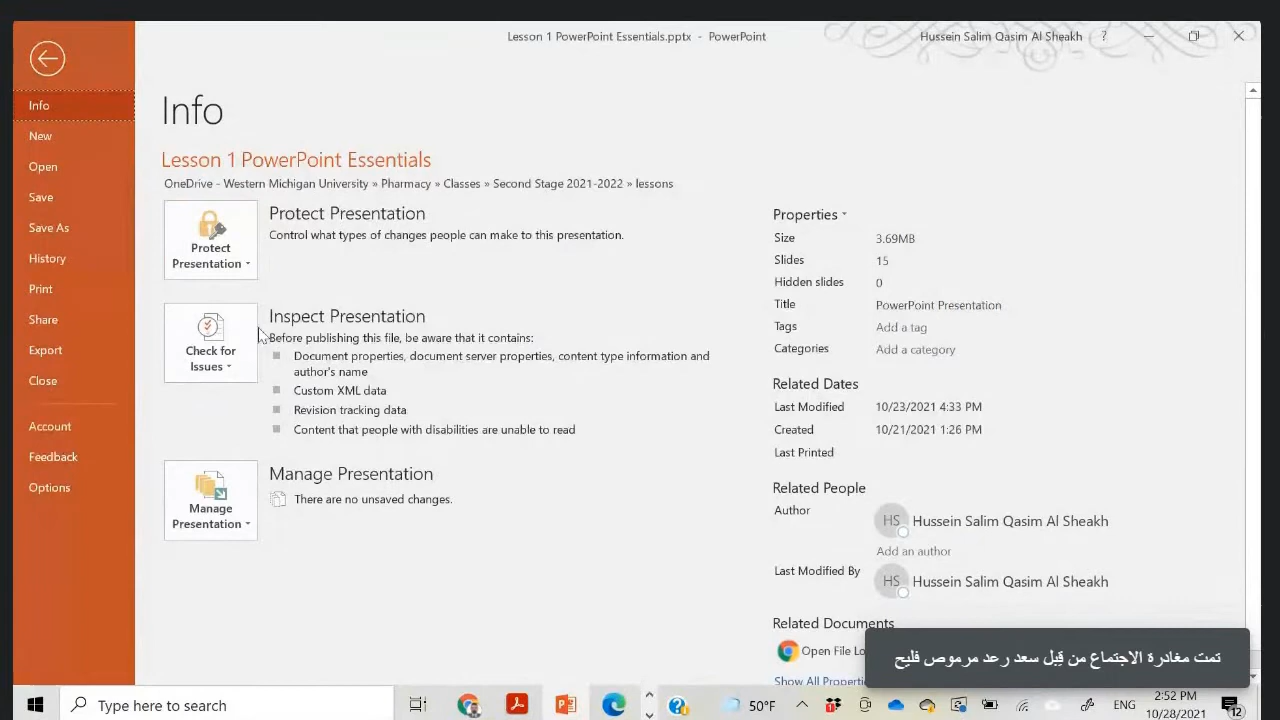 Lesson 1 PowerPoint Essentials.pptx - PowerPoint
Hussein Salim Qasim Al Sheakh
?
Info
New
Open
Save
Save As
History
Print
Share
Export
Close
Account
Feedback
Options
Info
Lesson 1 PowerPoint Essentials
OneDrive - Western Michigan University » Pharmacy » Classes » Second Stage 2021-2022 » lessons
Protect
Presentation
Protect Presentation
Control what types of changes people can make to this presentation.
Check for
Issues
Inspect Presentation
Before publishing this file, be aware that it contains:
Document properties, document server properties, content type information and
author's name
Custom XML data
Revision tracking data
Content that people with disabilities are unable to read
Manage
Presentation
Manage Presentation
There are no unsaved changes.
Properties
Size 3.69MB
Slides 15
Hidden slides 0
Title PowerPoint Presentation
Tags Add a tag
Categories Add a category
Related Dates
Last Modified 10/23/2021 4:33 PM
Created 10/21/2021 1:26 PM
Last Printed
Related People
Author
HS Hussein Salim Qasim Al Sheakh
Add an author
Last Modified By
HS Hussein Salim Qasim Al Sheakh
Related Documents
Open File Lo
Show All Properti
تمت مغادرة الاجتماع من قِبل سعد رعد مرموص فليح
Type here to search
50°F
ENG
2:52 PM
10/28/2021
12